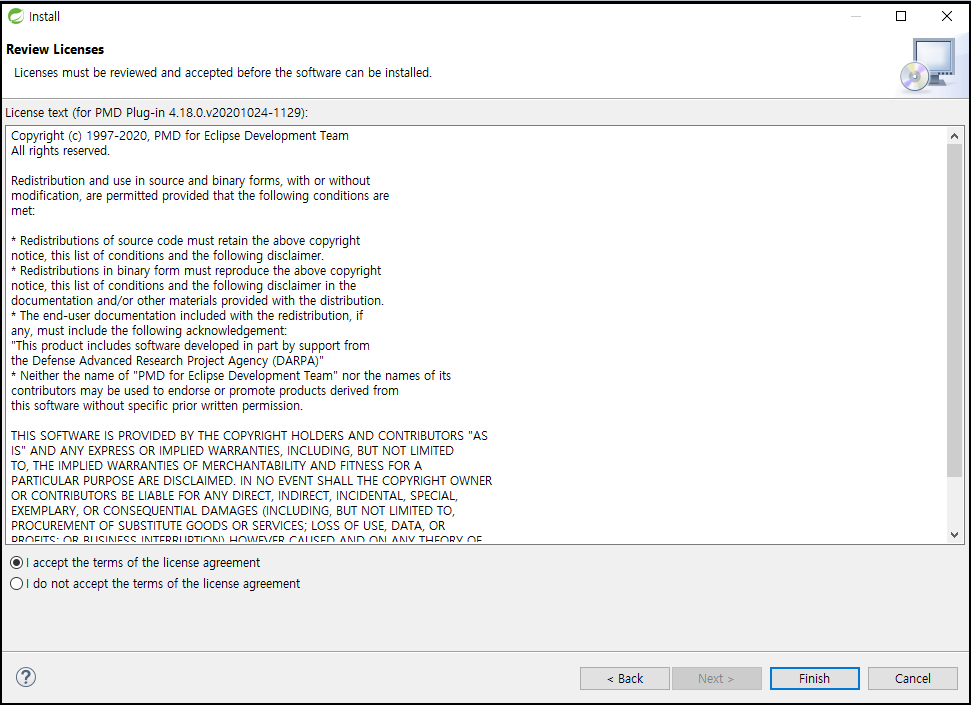 Install
Review Licenses
Licenses must be reviewed and accepted before the software can be installed.
License text (for PMD Plug-in 4.18.0.v20201024-1129):
Copyright (c) 1997-2020, PMD for Eclipse Development Team
All rights reserved.
Redistribution and use in source and binary forms, with or without
modification, are permitted provided that the following conditions are
met:
* Redistributions of source code must retain the above copyright
notice, this list of conditions and the following disclaimer.
* Redistributions in binary form must reproduce the above copyright
notice, this list of conditions and the following disclaimer in the
documentation and/or other materials provided with the distribution.
* The end-user documentation included with the redistribution, if
any, must include the following acknowledgement:
"This product includes software developed in part by support from
the Defense Advanced Research Project Agency (DARPA)"
* Neither the name of "PMD for Eclipse Development Team" nor the names of its
contributors may be used to endorse or promote products derived from
this software without specific prior written permission.
THIS SOFTWARE IS PROVIDED BY THE COPYRIGHT HOLDERS AND CONTRIBUTORS "AS
IS" AND ANY EXPRESS OR IMPLIED WARRANTIES, INCLUDING, BUT NOT LIMITED
TO, THE IMPLIED WARRANTIES OF MERCHANTABILITY AND FITNESS FOR A
PARTICULAR PURPOSE ARE DISCLAIMED. IN NO EVENT SHALL THE COPYRIGHT OWNER
OR CONTRIBUTORS BE LIABLE FOR ANY DIRECT, INDIRECT, INCIDENTAL, SPECIAL,
EXEMPLARY, OR CONSEQUENTIAL DAMAGES (INCLUDING, BUT NOT LIMITED TO,
PROCUREMENT OF SUBSTITUTE GOODS OR SERVICES; LOSS OF USE, DATA, OR
PROFITS; OR BUSINESS INTERRUPTION) HOWEVER CAUSED AND ON ANY THEORY OF
I accept the terms of the license agreement
I do not accept the terms of the license agreement
?
< Back
Next >
Finish
Cancel